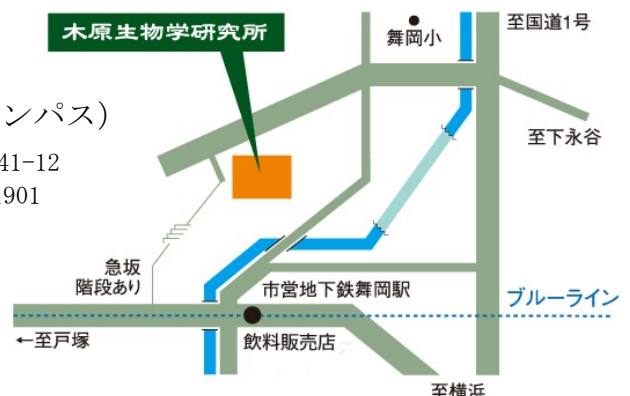 木原生物学研究所
舞岡小
至国道1号
ンパス)
至下永谷
41-12
901
急坂
階段あり
市営地下鉄舞岡駅
ブルーライン
←至戸塚
飲料販売店
至横浜